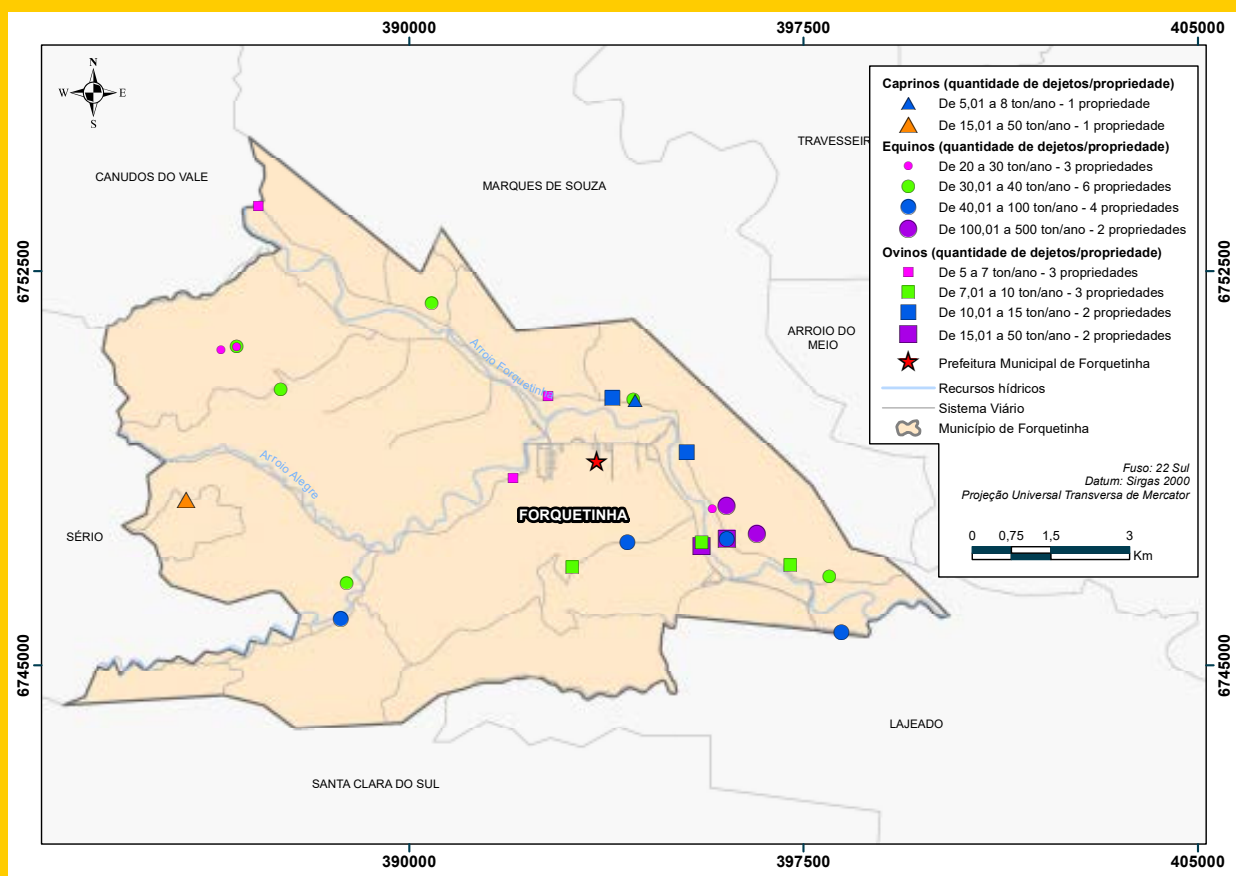 390000
397500
405000
N
W
E
S
Caprinos (quantidade de dejetos/propriedade)
De 5,01 a 8 ton/ano - 1 propriedade
De 15,01 a 50 ton/ano - 1 propriedade
Equinos (quantidade de dejetos/propriedade)
De 20 a 30 ton/ano - 3 propriedades
De 30,01 a 40 ton/ano - 6 propriedades
De 40,01 a 100 ton/ano - 4 propriedades
De 100,01 a 500 ton/ano - 2 propriedades
Ovinos (quantidade de dejetos/propriedade)
De 5 a 7 ton/ano - 3 propriedades
De 7,01 a 10 ton/ano - 3 propriedades
De 10,01 a 15 ton/ano - 2 propriedades
De 15,01 a 50 ton/ano - 2 propriedades
Prefeitura Municipal de Forquetinha
Recursos hídricos
Sistema Viário
Município de Forquetinha
Fuso: 22 Sul
Datum: Sirgas 2000
Projeção Universal Transversa de Mercator
0 0,75 1,5 3
Km
TRAVESSEIR
CANUDOS DO VALE
MARQUES DE SOUZA
6752500
6752500
ARROIO DO
MEIO
Arroio Forquetinha
Arroio Alegre
FORQUETINHA
SÉRIO
6745000
6745000
LAJEADO
SANTA CLARA DO SUL
390000
397500
405000